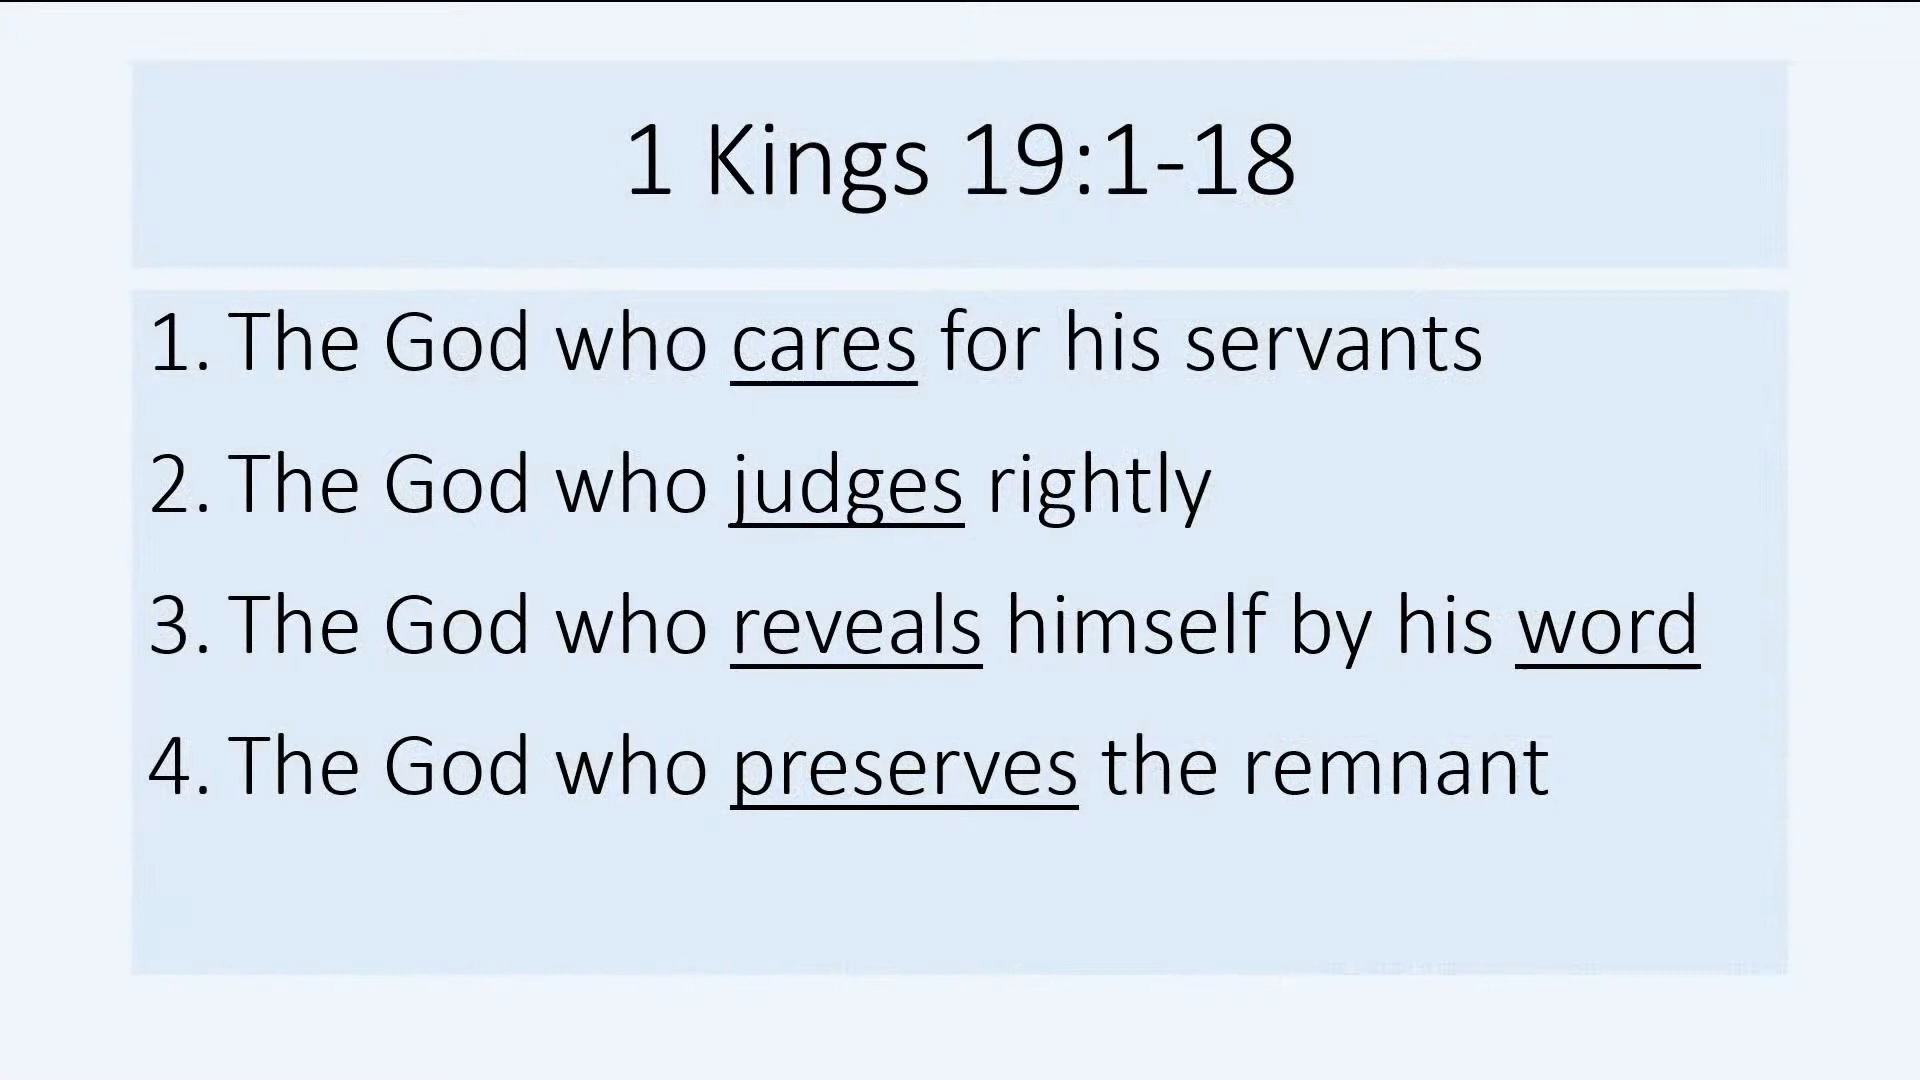 1 Kings 19:1-18
1. The God who cares for his servants
2. The God who judges rightly
3. The God who reveals himself by his word
4. The God who preserves the remnant